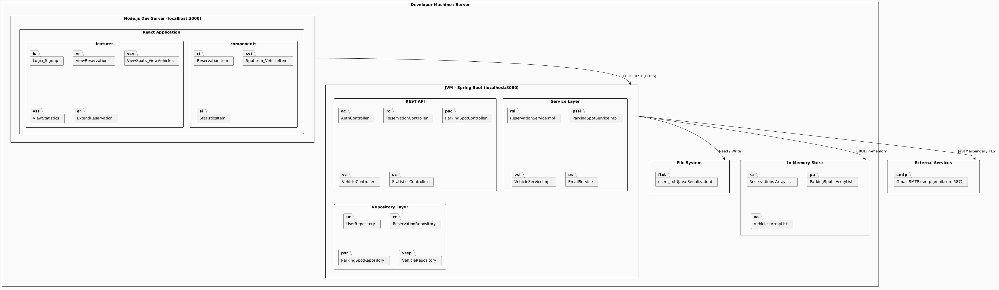 Developer Machine / Server
Node.js Dev Server (localhost:3000)
React Application
features
ls
Login_Signup
vr
ViewReservations
vsv
ViewSpots_ViewVehicles
vst
ViewStatistics
er
ExtendReservation
components
ri
ReservationItem
svi
SpotItem_VehicleItem
si
StatisticsItem
HTTP REST (CORS)
JVM - Spring Boot (localhost:8080)
REST API
ac
AuthController
rc
ReservationController
psc
ParkingSpotController
vc
VehicleController
sc
StatisticsController
Service Layer
rsi
ReservationServiceImpl
pssi
ParkingSpotServiceImpl
vsi
VehicleServiceImpl
es
EmailService
Repository Layer
ur
UserRepository
rr
ReservationRepository
psr
ParkingSpotRepository
vrep
VehicleRepository
Read / Write
CRUD in-memory
JavaMailSender / TLS
File System
ftxt
users_txt (Java Serialization)
In-Memory Store
ra
Reservations ArrayList
pa
ParkingSpots ArrayList
va
Vehicles ArrayList
External Services
smtp
Gmail SMTP (smtp.gmail.com:587)